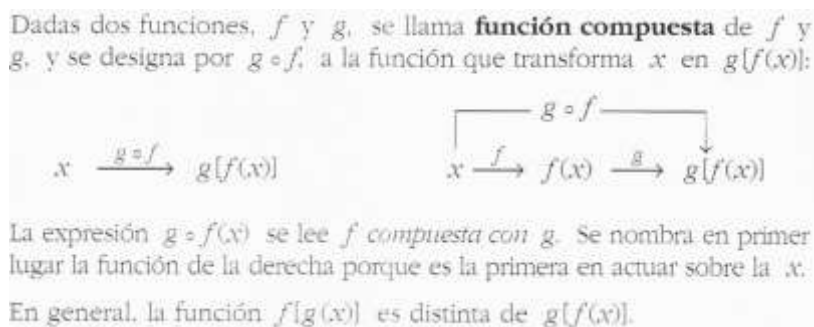 Dadas dos funciones, f y g, se llama función compuesta de f y
g, y se designa por g ∘ f, a la función que transforma x en g[f(x)]:
g ∘ f
x g ∘ f g[f(x)] x f f(x) g g[f(x)]
La expresión g ∘ f(x) se lee f compuesta con g. Se nombra en primer
lugar la función de la derecha porque es la primera en actuar sobre la x.
En general, la función f[g(x)] es distinta de g[f(x)].